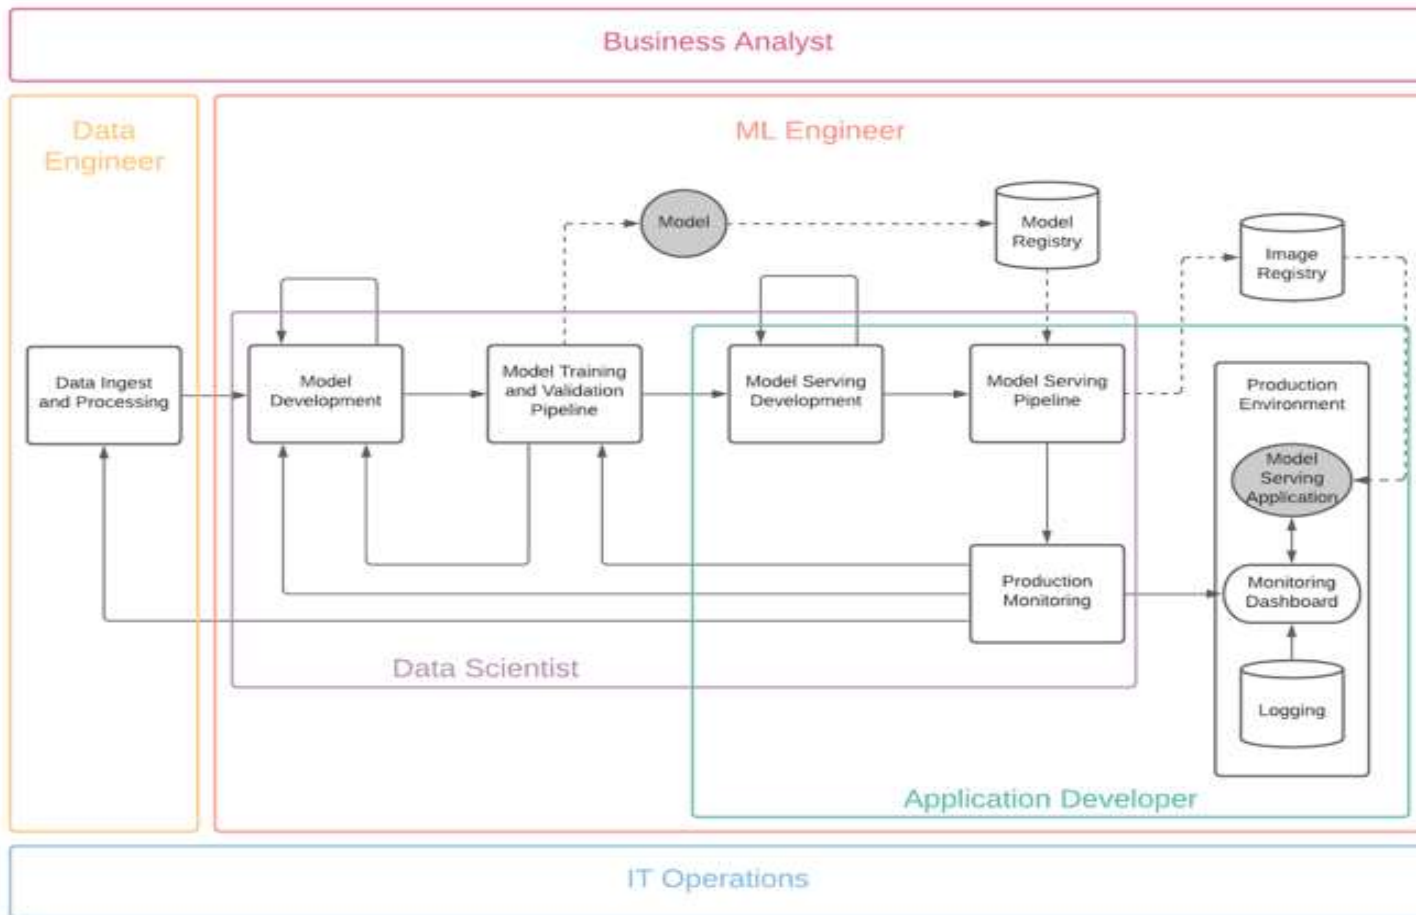 Business Analyst
Data
Engineer
ML Engineer
Model
Model
Registry
Image
Registry
Data Ingest
and Processing
Model
Development
Model Training
and Validation
Pipeline
Model Serving
Development
Model Serving
Pipeline
Production
Environment
Model
Serving
Application
Production
Monitoring
Monitoring
Dashboard
Data Scientist
Logging
Application Developer
IT Operations